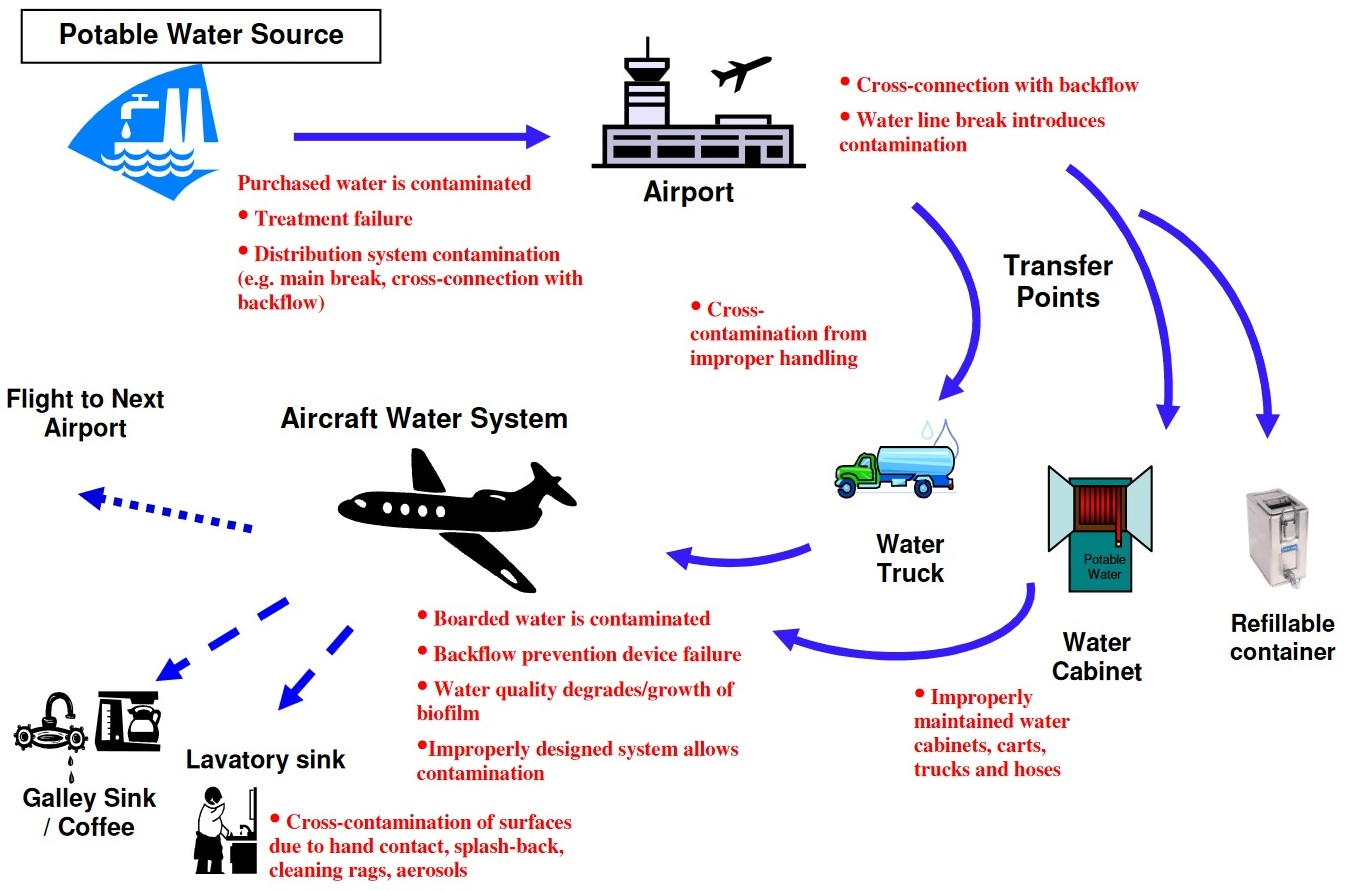 Potable Water Source
Purchased water is contaminated
• Treatment failure
• Distribution system contamination
(e.g. main break, cross-connection with
backflow)
Airport
• Cross-connection with backflow
• Water line break introduces
contamination
Transfer
Points
• Cross-
contamination from
improper handling
Water
Truck
Potable
Water
Water
Cabinet
Refillable
container
• Improperly
maintained water
cabinets, carts,
trucks and hoses
Aircraft Water System
• Boarded water is contaminated
• Backflow prevention device failure
• Water quality degrades/growth of
biofilm
•Improperly designed system allows
contamination
Flight to Next
Airport
Galley Sink
/ Coffee
Lavatory sink
• Cross-contamination of surfaces
due to hand contact, splash-back,
cleaning rags, aerosols